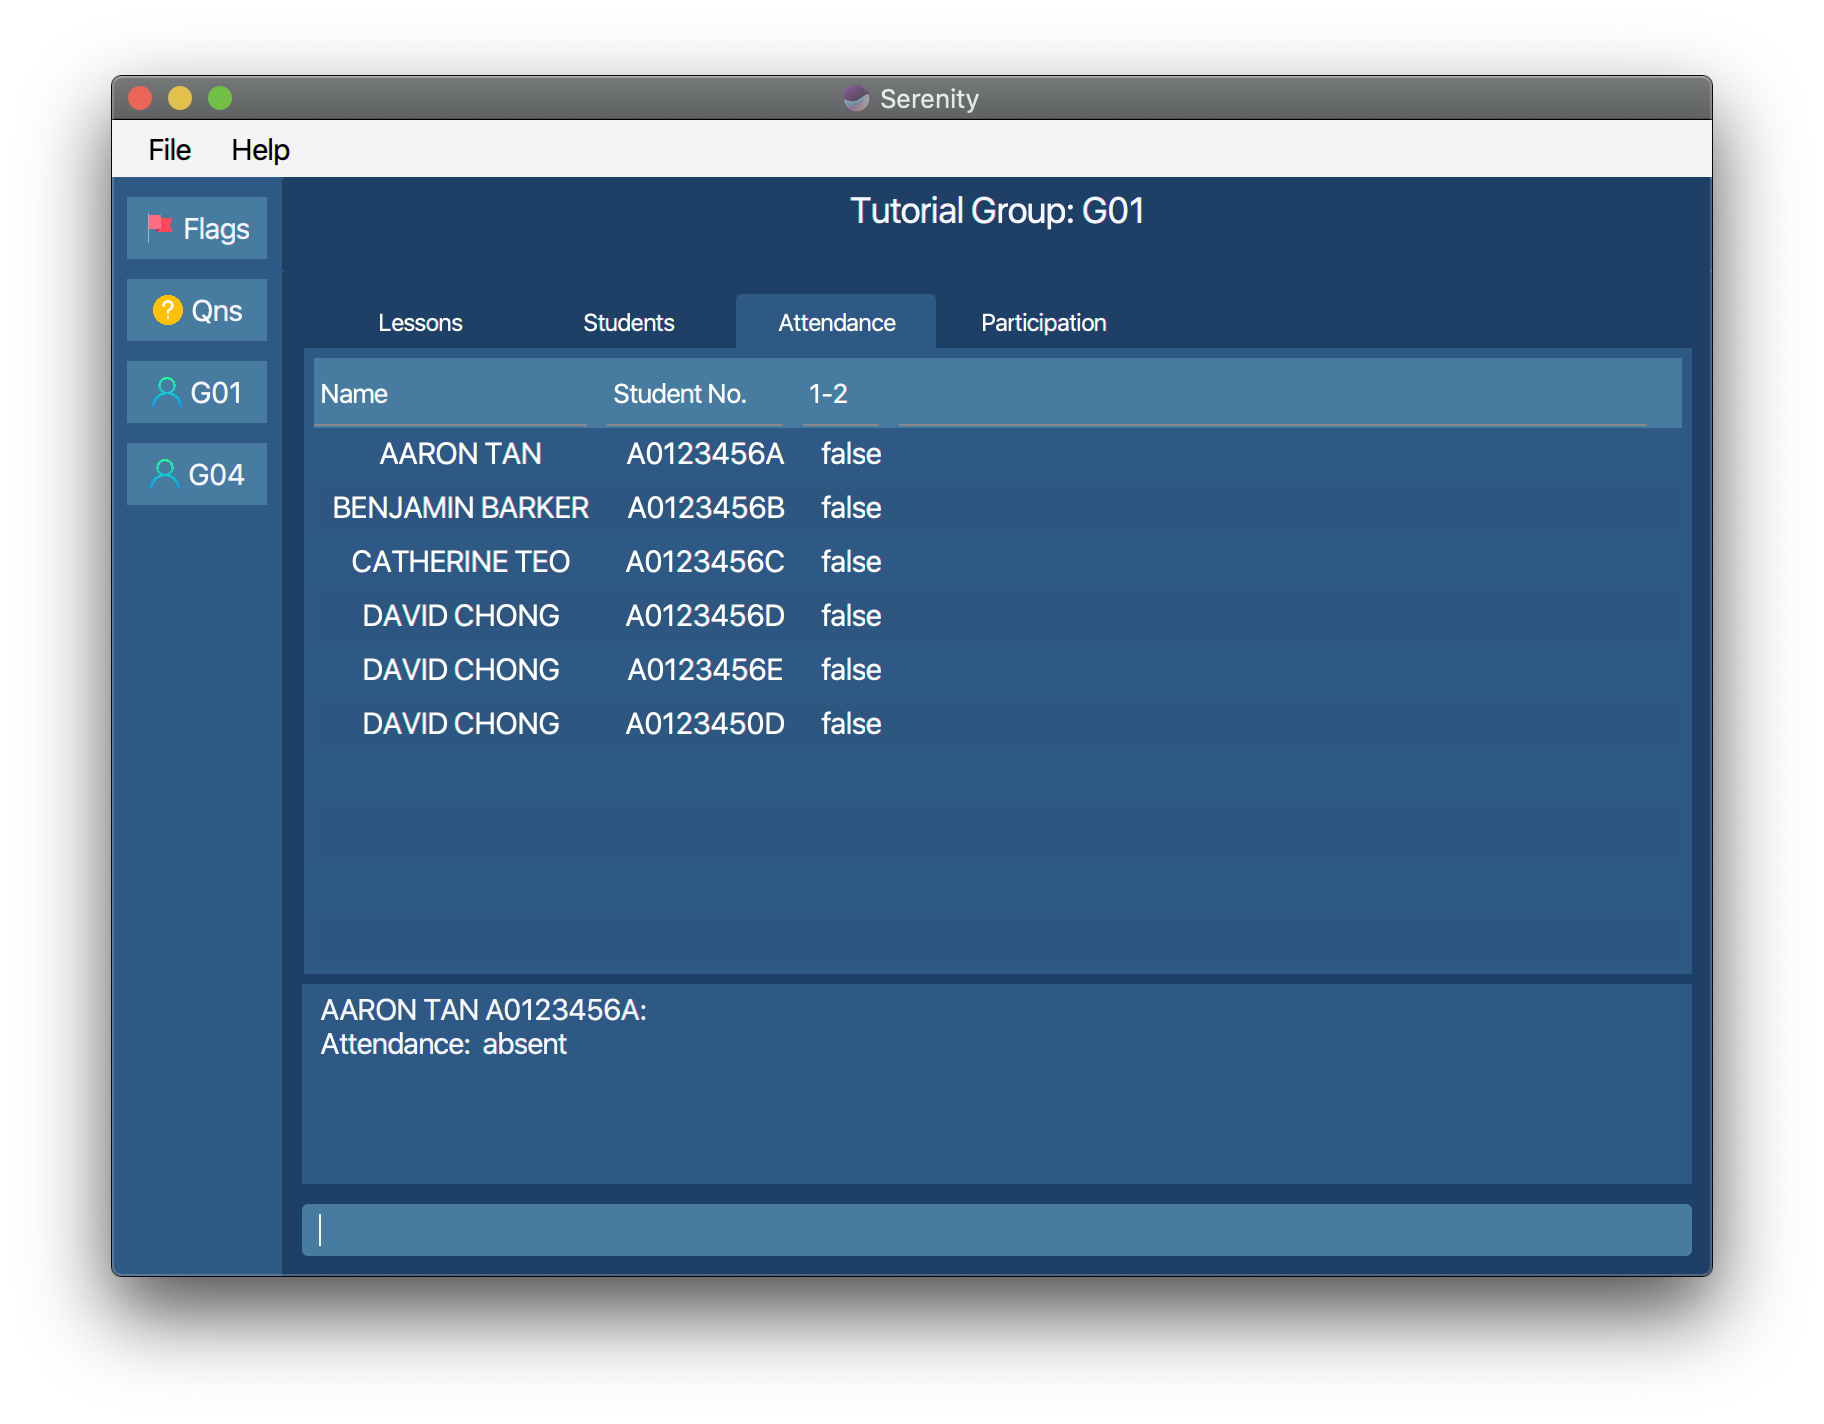 Serenity
File Help
Flags
Qns
G01
G04
Tutorial Group: G01
Lessons Students Attendance Participation
Name Student No. 1-2
AARON TAN A0123456A false
BENJAMIN BARKER A0123456B false
CATHERINE TEO A0123456C false
DAVID CHONG A0123456D false
DAVID CHONG A0123456E false
DAVID CHONG A0123450D false
AARON TAN A0123456A:
Attendance: absent